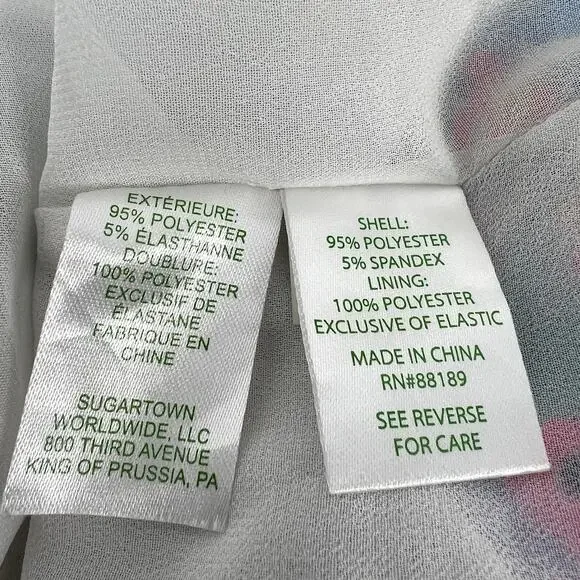 EXTÉRIEURE:
95% POLYESTER
5% ÉLASTHANNE
DOUBLURE:
100% POLYESTER
EXCLUSIF DE
ÉLASTANE
FABRIQUE EN
CHINE
SUGARTOWN
WORLDWIDE, LLC
800 THIRD AVENUE
KING OF PRUSSIA, PA
SHELL:
95% POLYESTER
5% SPANDEX
LINING:
100% POLYESTER
EXCLUSIVE OF ELASTIC
MADE IN CHINA
RN#88189
SEE REVERSE
FOR CARE